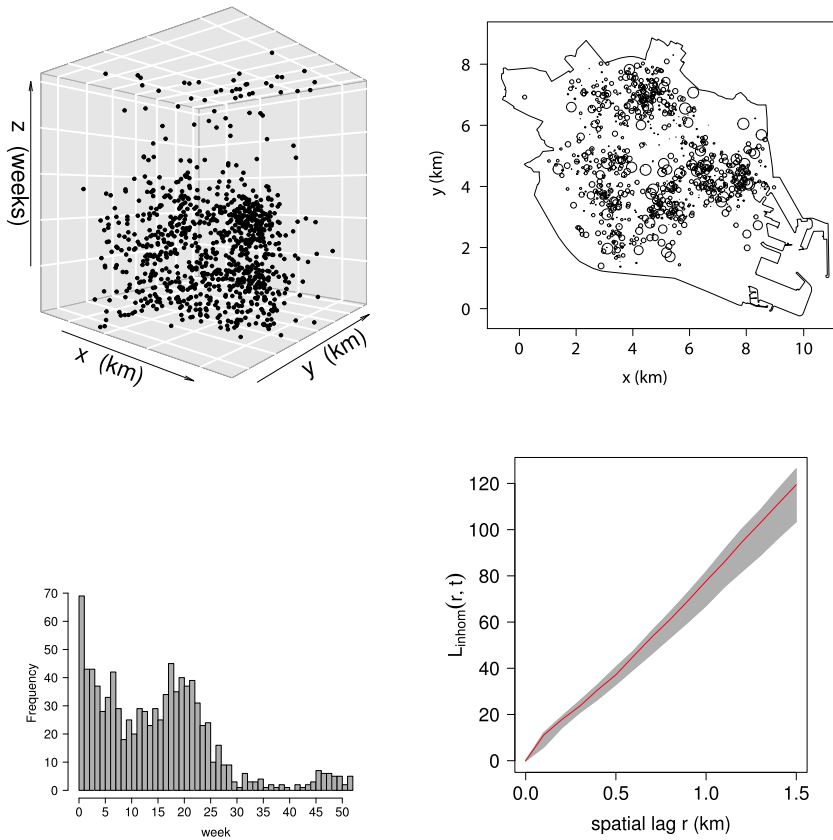 z (weeks)
x (km)
y (km)
8
6
4
2
0
y (km)
0 2 4 6 8 10
x (km)
70
60
50
40
30
20
10
0
Frequency
0 5 10 15 20 25 30 35 40 45 50
week
120
100
80
60
40
20
0
L_inhom(r, t)
0.0 0.5 1.0 1.5
spatial lag r (km)